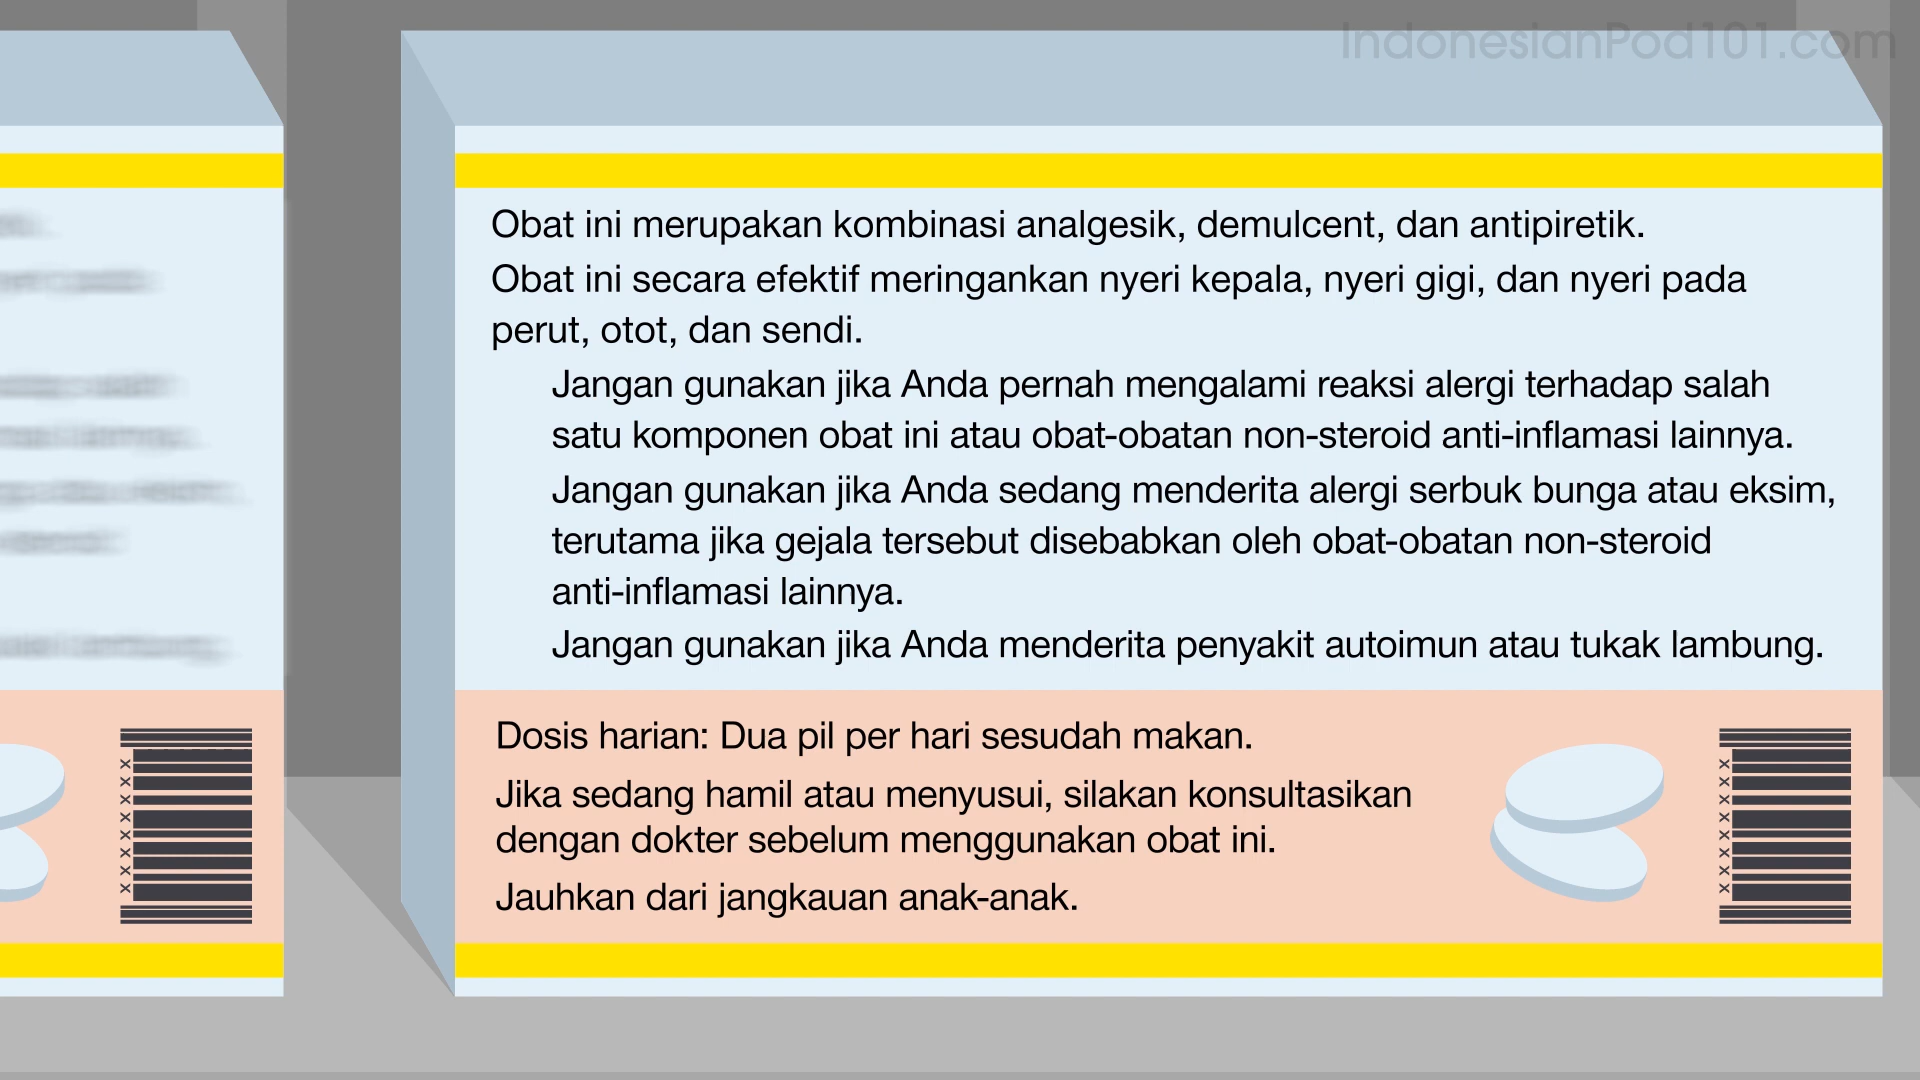 IndonesianPod101.com
Obat ini merupakan kombinasi analgesik, demulcent, dan antipiretik.
Obat ini secara efektif meringankan nyeri kepala, nyeri gigi, dan nyeri pada
perut, otot, dan sendi.
Jangan gunakan jika Anda pernah mengalami reaksi alergi terhadap salah
satu komponen obat ini atau obat-obatan non-steroid anti-inflamasi lainnya.
Jangan gunakan jika Anda sedang menderita alergi serbuk bunga atau eksim,
terutama jika gejala tersebut disebabkan oleh obat-obatan non-steroid
anti-inflamasi lainnya.
Jangan gunakan jika Anda menderita penyakit autoimun atau tukak lambung.
Dosis harian: Dua pil per hari sesudah makan.
Jika sedang hamil atau menyusui, silakan konsultasikan
dengan dokter sebelum menggunakan obat ini.
Jauhkan dari jangkauan anak-anak.
xxxxxxxx
xxxxxxxx